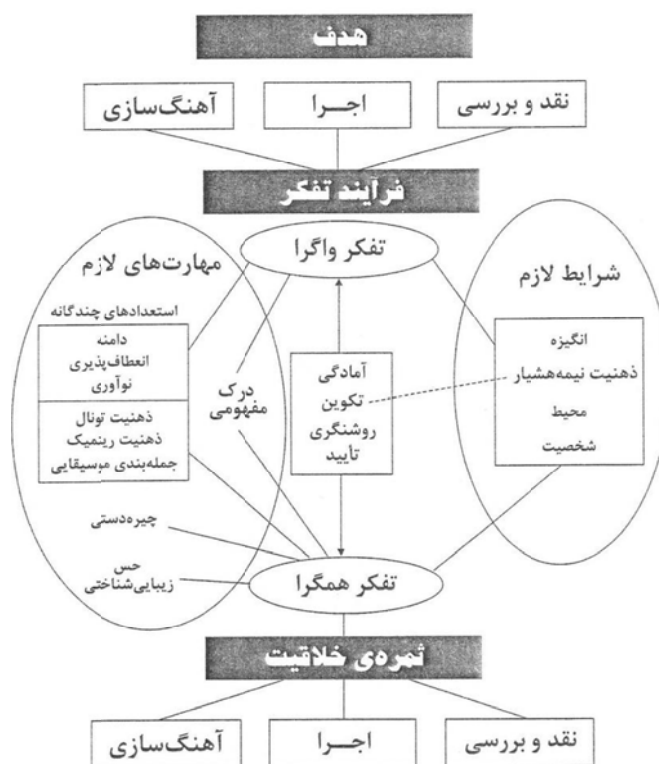 هدف
نقد و بررسی
اجـــرا
آهنگ‌سازی
فرآیند تفکر
تفکر واگرا
شرایط لازم
انگیزه
ذهنیت نیمه‌هشیار
محیط
شخصیت
آمادگی
تکوین
روشنگری
تأیید
درک
مفهومی
مهارت‌های لازم
استعدادهای چندگانه
دامنه
انعطاف‌پذیری
نوآوری
ذهنیت تونال
ذهنیت ریتمیک
جمله‌بندی موسیقایی
چیره‌دستی
حس
زیبایی‌شناختی
تفکر همگرا
ثمره‌ی خلاقیت
نقد و بررسی
اجـــرا
آهنگ‌سازی